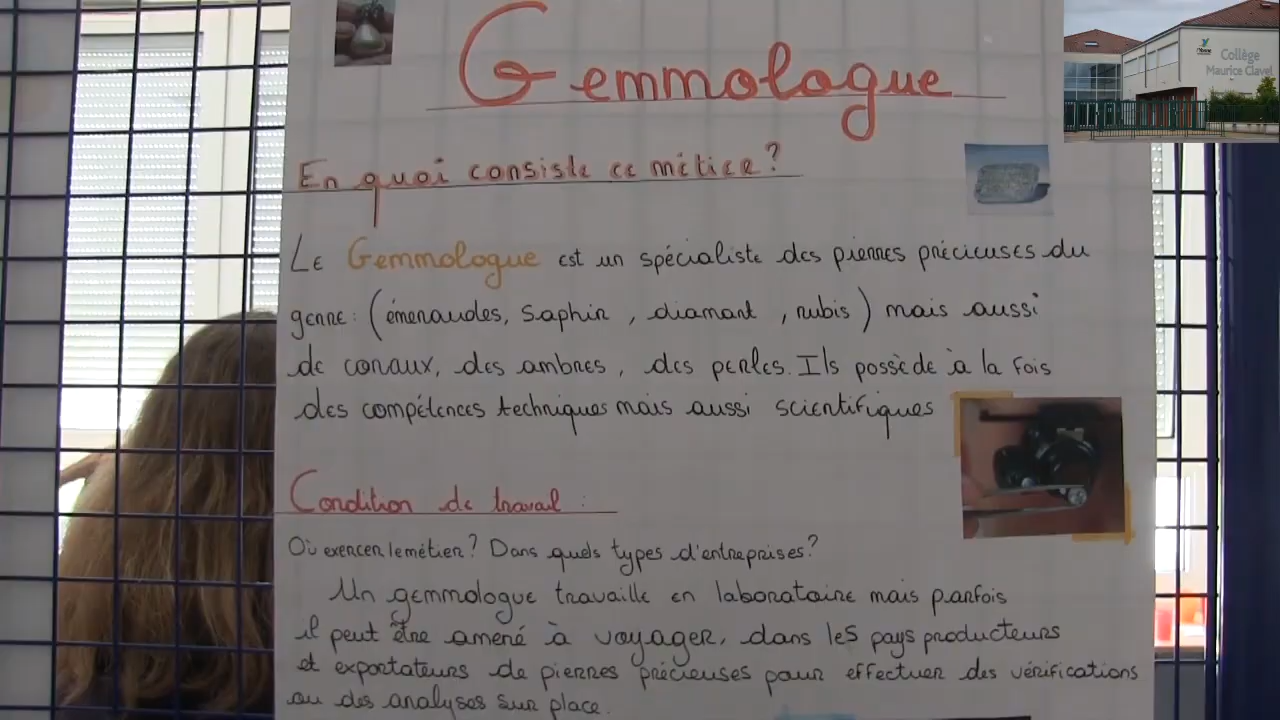 Gemmologue
Collège
Maurice Clavel
En quoi consiste ce métier ?
Le Gemmologue est un spécialiste des pierres précieuses du
genre : ( émeraudes, Saphir , diamant , rubis ) mais aussi
de coraux, des ambres, des perles. Ils possède à la fois
des compétences techniques mais aussi scientifiques
Condition de travail :
Où exercer le métier ? Dans quels types d'entreprises ?
Un gemmologue travaille en laboratoire mais parfois
il peut être amené à voyager, dans les pays producteurs
et exportateurs de pierres précieuses pour effectuer des vérifications
ou des analyses sur place.